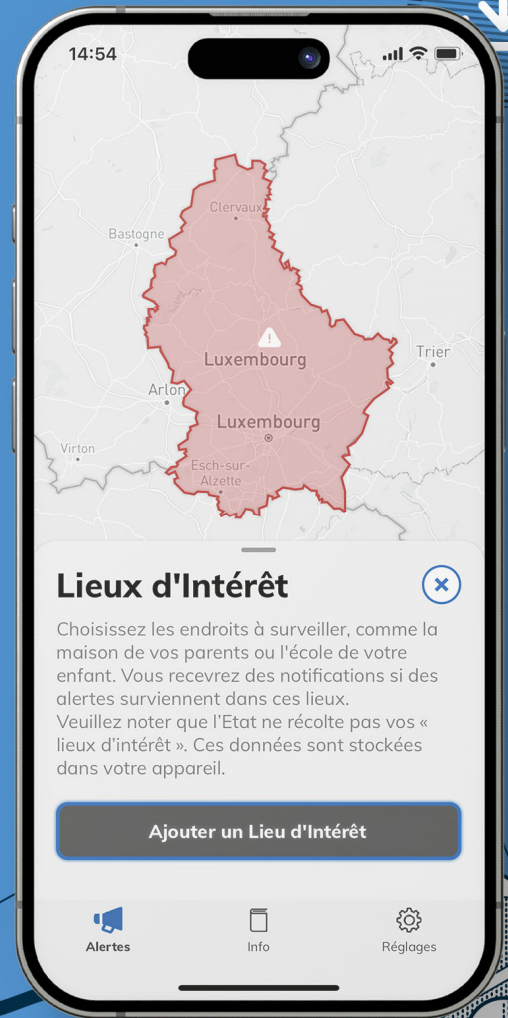 14:54
Clervaux
Bastogne
Luxembourg
Trier
Arlon
Luxembourg
Virton
Esch-sur-
Alzette
Lieux d'Intérêt
Choisissez les endroits à surveiller, comme la
maison de vos parents ou l'école de votre
enfant. Vous recevrez des notifications si des
alertes surviennent dans ces lieux.
Veuillez noter que l’Etat ne récolte pas vos «
lieux d’intérêt ». Ces données sont stockées
dans votre appareil.
Ajouter un Lieu d'Intérêt
Alertes
Info
Réglages